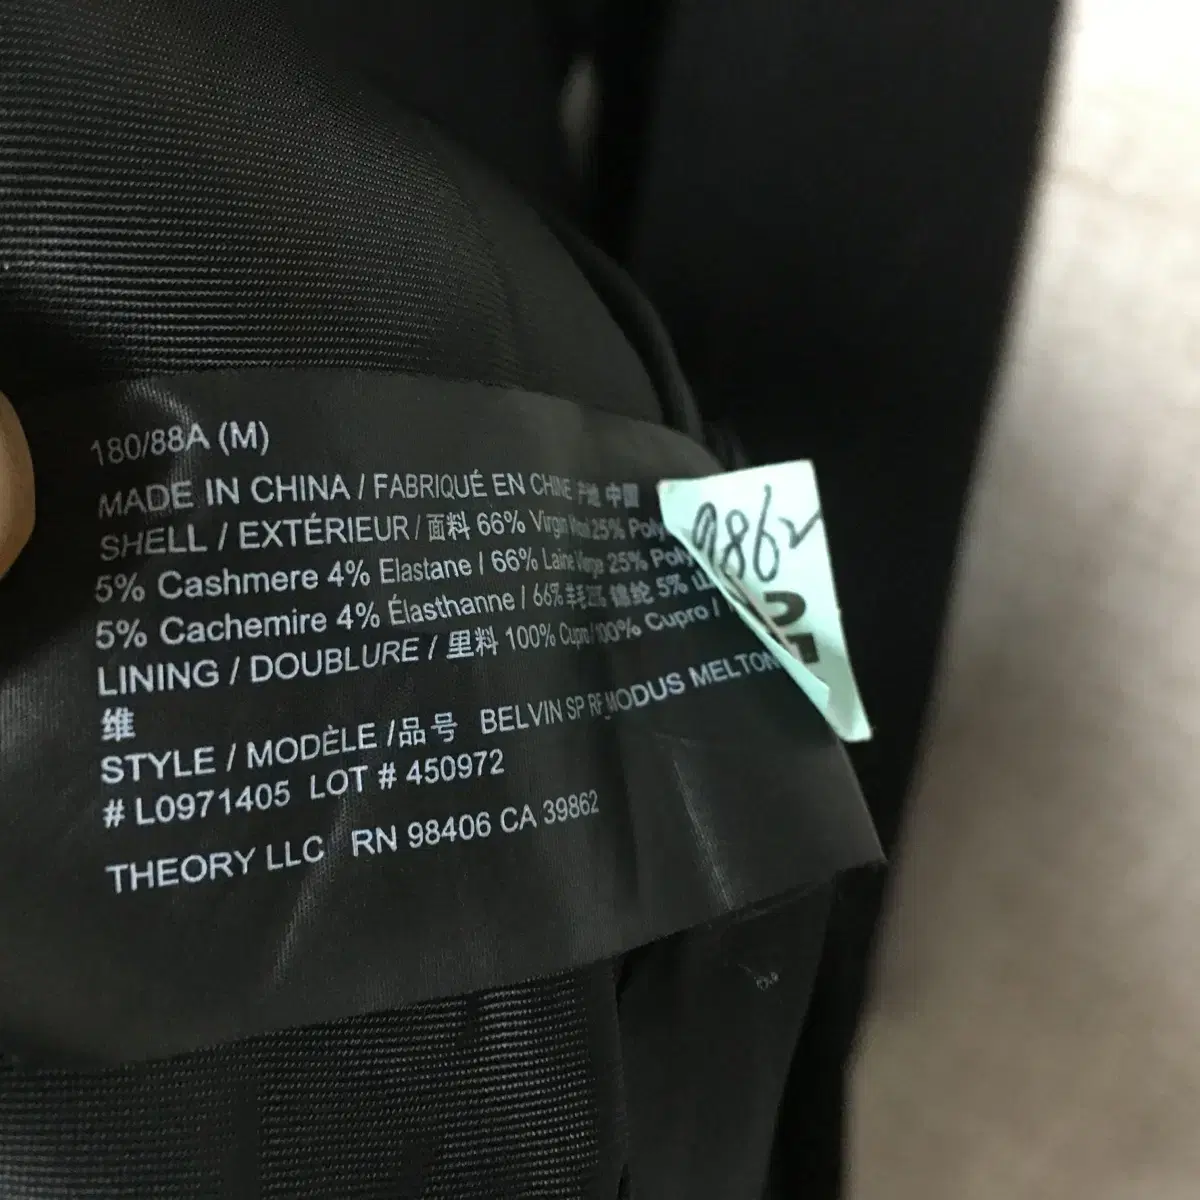 180/88A (M)
MADE IN CHINA / FABRIQUÉ EN CHINE 产地 中国
SHELL / EXTÉRIEUR / 面料 66% Virgin Wool 25% Poly
5% Cashmere 4% Elastane / 66% Laine Vierge 25% Poly
5% Cachemire 4% Élasthanne / 66% 羊毛 锦纶 5% 山
LINING / DOUBLURE / 里料 100% Cupro / 100% Cupro /
维
STYLE / MODÈLE /品号 BELVIN SP RF_MODUS MELTON
# L0971405 LOT # 450972
THEORY LLC RN 98406 CA 39862